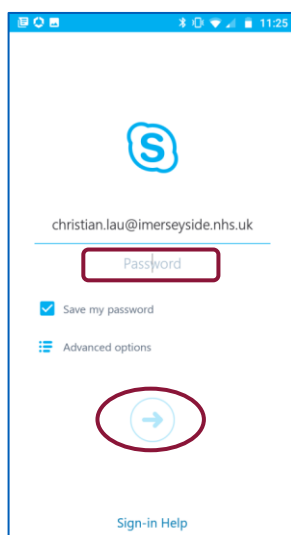 11:25
S
christian.lau@imerseyside.nhs.uk
Password
Save my password
Advanced options
Sign-in Help